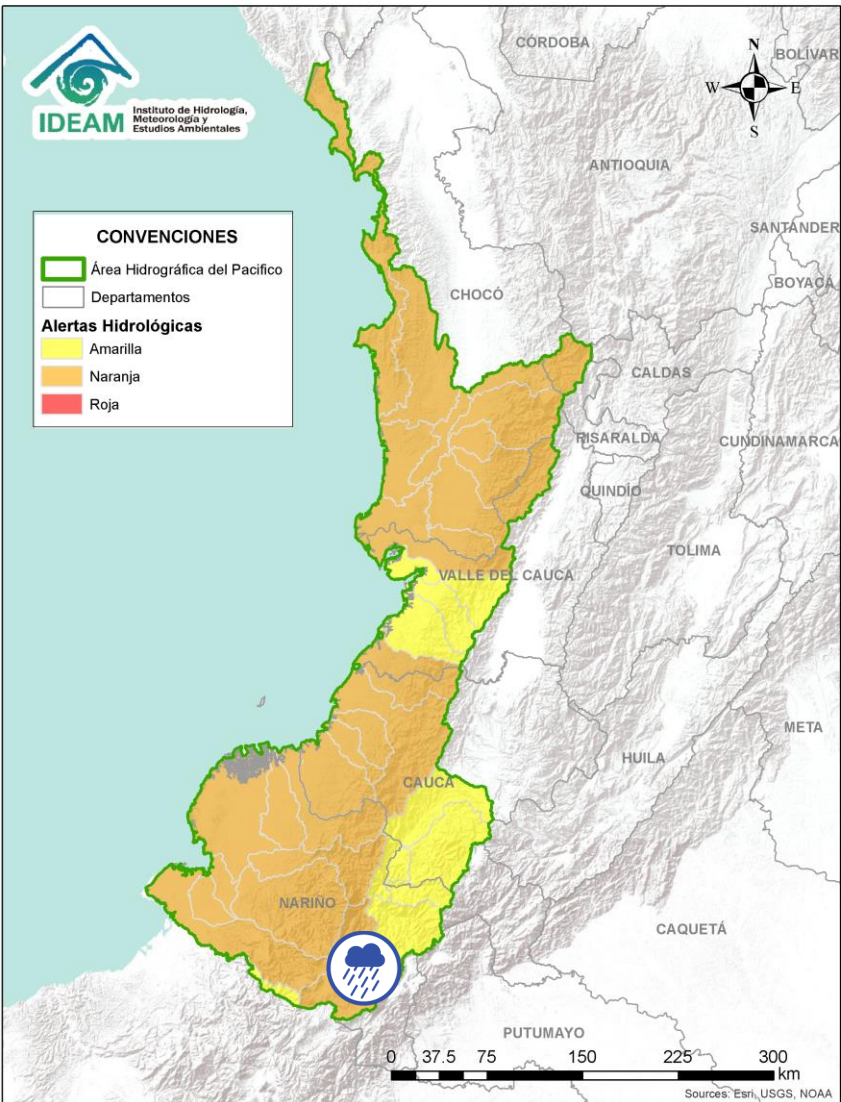 IDEAM
Instituto de Hidrología,
Meteorología y
Estudios Ambientales
CÓRDOBA
BOLIVAR
N
W
E
S
ANTIOQUIA
SANTANDER
BOYACÁ
CONVENCIONES
Área Hidrográfica del Pacifico
Departamentos
Alertas Hidrológicas
Amarilla
Naranja
Roja
CHOCÓ
CALDAS
RISARALDA
CUNDINAMARCA
QUINDÍO
TOLIMA
VALLE DEL CAUCA
META
HUILA
CAUCA
NARIÑO
CAQUETÁ
PUTUMAYO
0 37.5 75 150 225 300
km
Sources: Esri, USGS, NOAA